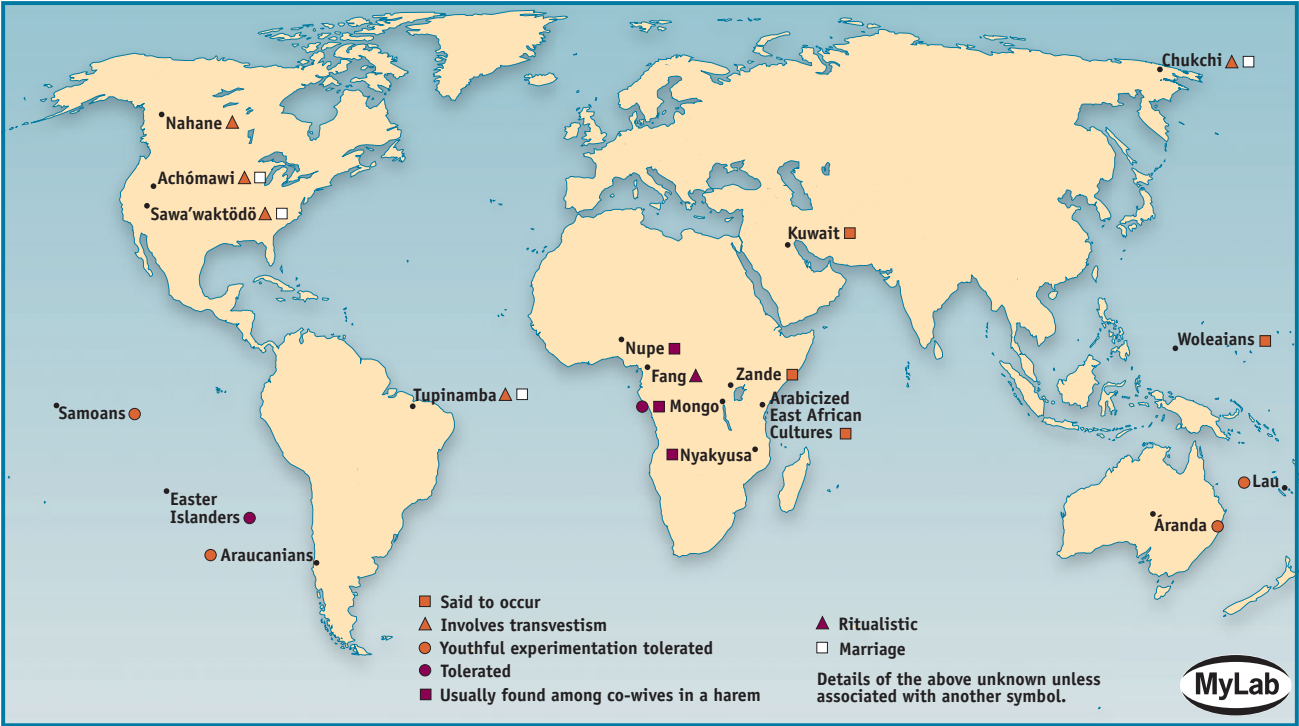 Chukchi
Nahane
Achómawi
Sawa’waktödö
Kuwait
Nupe
Woleaians
Fang
Zande
Tupinamba
Mongo
Arabicized
East African
Cultures
Samoans
Nyakyusa
Easter
Islanders
Lau
Áranda
Araucanians
Said to occur
Involves transvestism
Youthful experimentation tolerated
Tolerated
Usually found among co-wives in a harem
Ritualistic
Marriage
Details of the above unknown unless
associated with another symbol.
MyLab